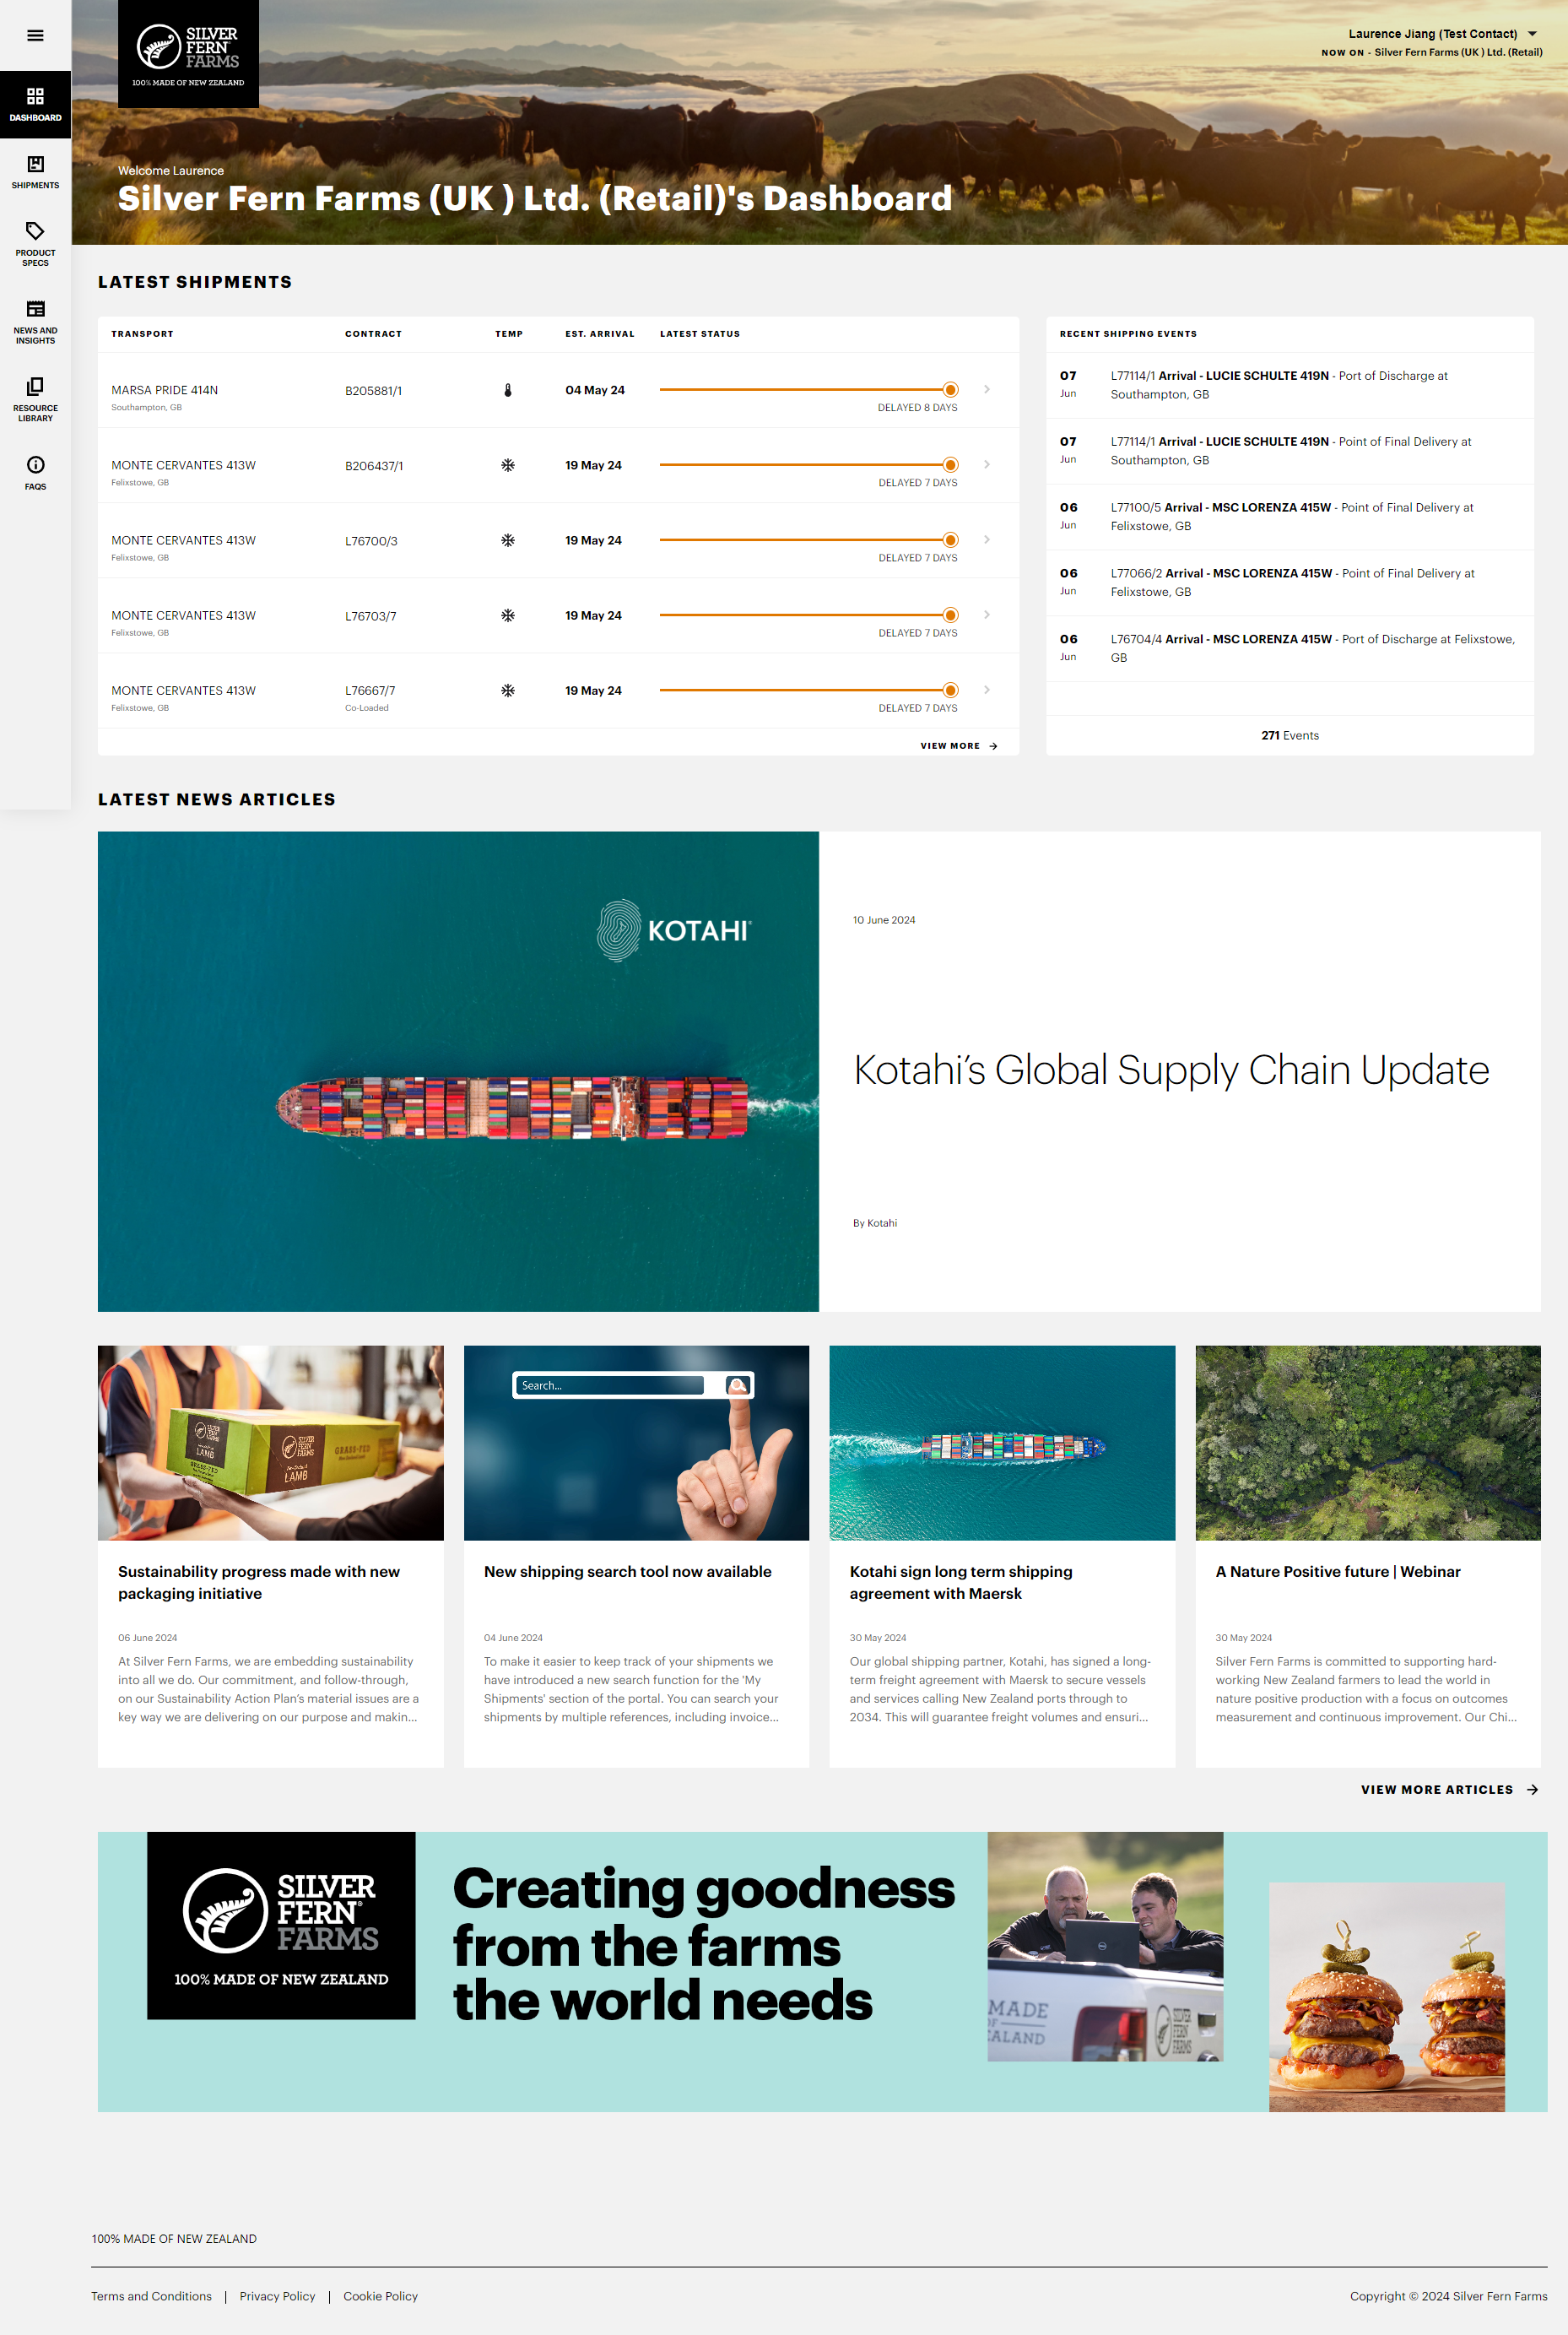 SILVER
FERN
FARMS
100% MADE OF NEW ZEALAND
Laurence Jiang (Test Contact)
NOW ON - Silver Fern Farms (UK ) Ltd. (Retail)
Welcome Laurence
Silver Fern Farms (UK ) Ltd. (Retail)'s Dashboard
DASHBOARD
SHIPMENTS
PRODUCT
SPECS
NEWS AND
INSIGHTS
RESOURCE
LIBRARY
FAQS
LATEST SHIPMENTS
TRANSPORT CONTRACT TEMP EST. ARRIVAL LATEST STATUS
MARSA PRIDE 414N B205881/1 04 May 24
Southampton, GB DELAYED 8 DAYS
MONTE CERVANTES 413W B206437/1 19 May 24
Felixstowe, GB DELAYED 7 DAYS
MONTE CERVANTES 413W L76700/3 19 May 24
Felixstowe, GB DELAYED 7 DAYS
MONTE CERVANTES 413W L76703/7 19 May 24
Felixstowe, GB DELAYED 7 DAYS
MONTE CERVANTES 413W L76667/7 19 May 24
Felixstowe, GB Co-Loaded DELAYED 7 DAYS
VIEW MORE
RECENT SHIPPING EVENTS
07 L77114/1 Arrival - LUCIE SCHULTE 419N - Port of Discharge at
Jun Southampton, GB
07 L77114/1 Arrival - LUCIE SCHULTE 419N - Point of Final Delivery at
Jun Southampton, GB
06 L77100/5 Arrival - MSC LORENZA 415W - Point of Final Delivery at
Jun Felixstowe, GB
06 L77066/2 Arrival - MSC LORENZA 415W - Point of Final Delivery at
Jun Felixstowe, GB
06 L76704/4 Arrival - MSC LORENZA 415W - Port of Discharge at Felixstowe,
Jun GB
271 Events
LATEST NEWS ARTICLES
KOTAHI
10 June 2024
Kotahi’s Global Supply Chain Update
By Kotahi
SILVER
FERN
FARMS
LAMB
GRASS-FED
SILVER
FERN
FARMS
LAMB
GRASS-FED
Sustainability progress made with new
packaging initiative
06 June 2024
At Silver Fern Farms, we are embedding sustainability
into all we do. Our commitment, and follow-through,
on our Sustainability Action Plan’s material issues are a
key way we are delivering on our purpose and makin...
Search...
New shipping search tool now available
04 June 2024
To make it easier to keep track of your shipments we
have introduced a new search function for the 'My
Shipments' section of the portal. You can search your
shipments by multiple references, including invoice...
Kotahi sign long term shipping
agreement with Maersk
30 May 2024
Our global shipping partner, Kotahi, has signed a long-
term freight agreement with Maersk to secure vessels
and services calling New Zealand ports through to
2034. This will guarantee freight volumes and ensuri...
A Nature Positive future | Webinar
30 May 2024
Silver Fern Farms is committed to supporting hard-
working New Zealand farmers to lead the world in
nature positive production with a focus on outcomes
measurement and continuous improvement. Our Chi...
VIEW MORE ARTICLES
SILVER
FERN®
FARMS
100% MADE OF NEW ZEALAND
Creating goodness
from the farms
the world needs
MADE
OF
EALAND
SILVER
FERN
FARMS
100% MADE OF NEW ZEALAND
Terms and Conditions | Privacy Policy | Cookie Policy
Copyright © 2024 Silver Fern Farms